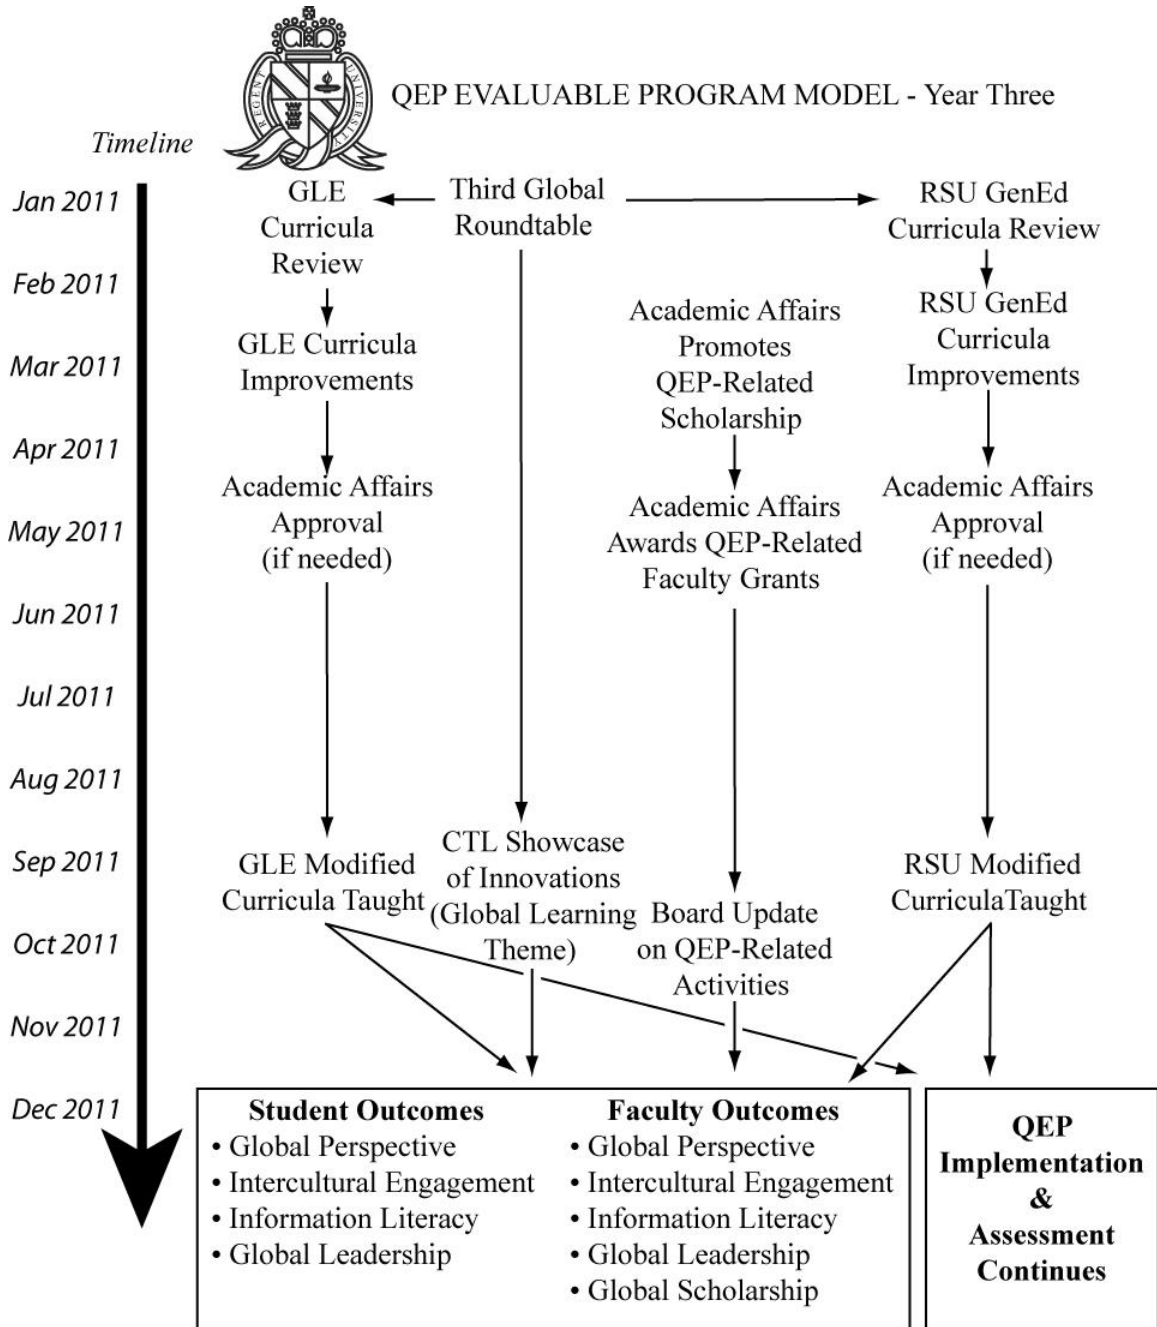 REGENT UNIVERSITY
QEP EVALUABLE PROGRAM MODEL - Year Three
Timeline
Jan 2011
Feb 2011
Mar 2011
Apr 2011
May 2011
Jun 2011
Jul 2011
Aug 2011
Sep 2011
Oct 2011
Nov 2011
Dec 2011
GLE
Curricula
Review
GLE Curricula
Improvements
Academic Affairs
Approval
(if needed)
GLE Modified
Curricula Taught
Third Global
Roundtable
CTL Showcase
of Innovations
(Global Learning
Theme)
Academic Affairs
Promotes
QEP-Related
Scholarship
Academic Affairs
Awards QEP-Related
Faculty Grants
Board Update
on QEP-Related
Activities
RSU GenEd
Curricula Review
RSU GenEd
Curricula
Improvements
Academic Affairs
Approval
(if needed)
RSU Modified
CurriculaTaught
Student Outcomes
• Global Perspective
• Intercultural Engagement
• Information Literacy
• Global Leadership
Faculty Outcomes
• Global Perspective
• Intercultural Engagement
• Information Literacy
• Global Leadership
• Global Scholarship
QEP
Implementation
&
Assessment
Continues